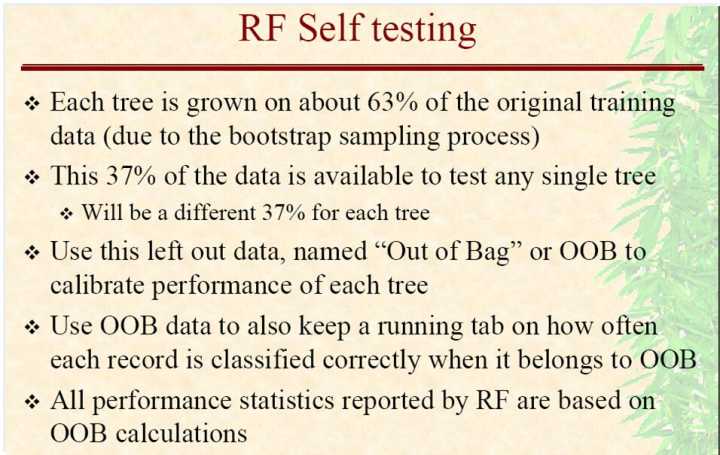 RF Self testing
❖ Each tree is grown on about 63% of the original training
data (due to the bootstrap sampling process)
❖ This 37% of the data is available to test any single tree
❖ Will be a different 37% for each tree
❖ Use this left out data, named “Out of Bag” or OOB to
calibrate performance of each tree
❖ Use OOB data to also keep a running tab on how often
each record is classified correctly when it belongs to OOB
❖ All performance statistics reported by RF are based on
OOB calculations